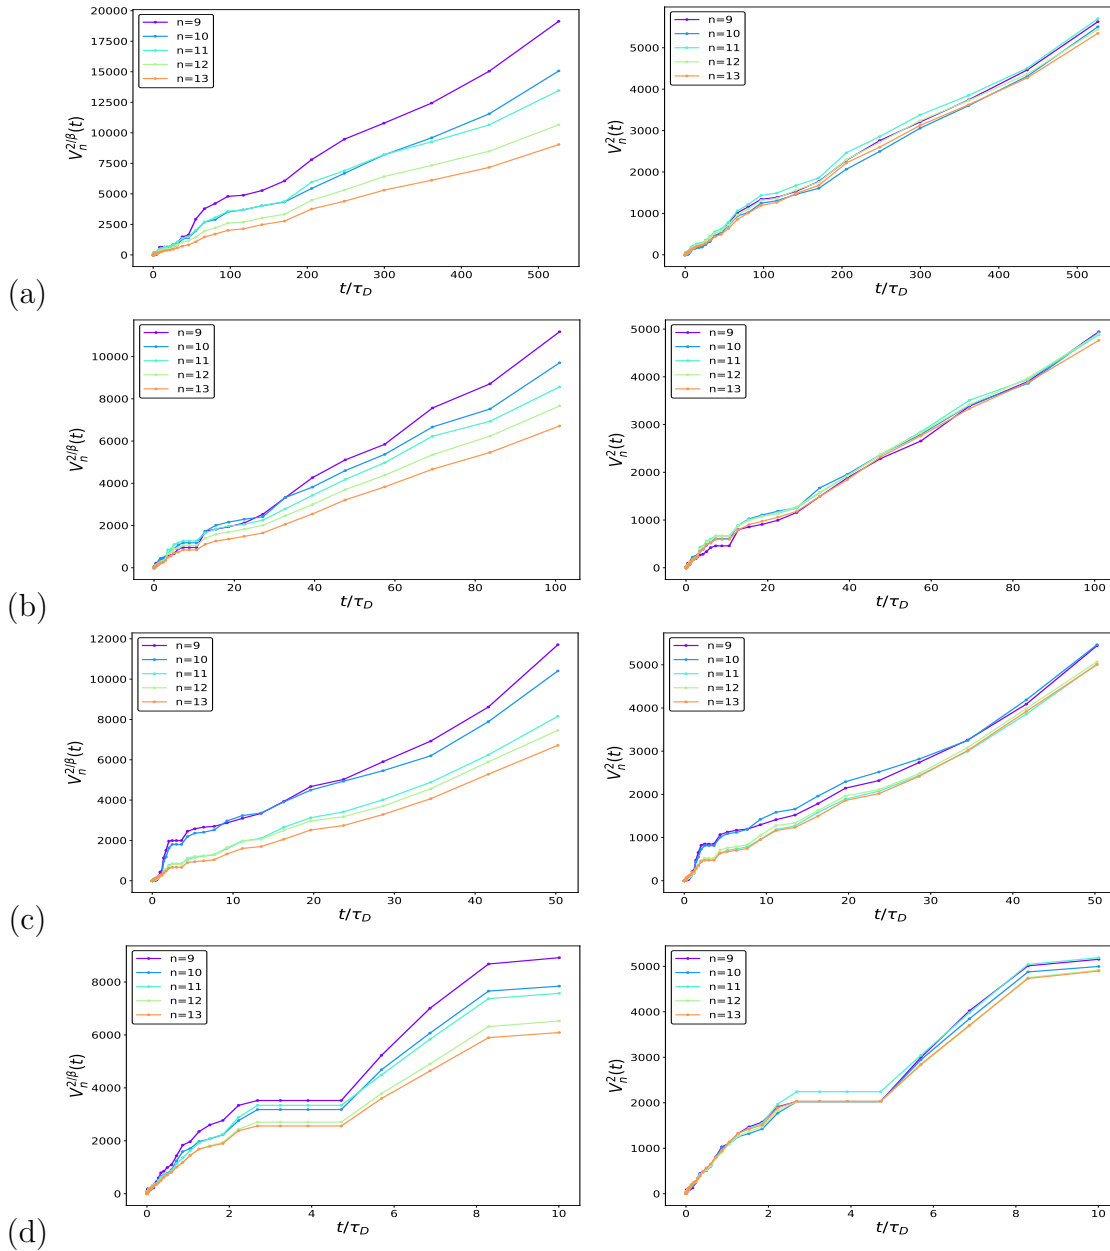 20000
17500
15000
12500
10000
7500
5000
2500
0
V_n^{2/β}(t)
n=9
n=10
n=11
n=12
n=13
0 100 200 300 400 500
t/τ_D
5000
4000
3000
2000
1000
0
V_n^2(t)
n=9
n=10
n=11
n=12
n=13
0 100 200 300 400 500
t/τ_D
(a)
10000
8000
6000
4000
2000
0
V_n^{2/β}(t)
n=9
n=10
n=11
n=12
n=13
0 20 40 60 80 100
t/τ_D
5000
4000
3000
2000
1000
0
V_n^2(t)
n=9
n=10
n=11
n=12
n=13
0 20 40 60 80 100
t/τ_D
(b)
12000
10000
8000
6000
4000
2000
0
V_n^{2/β}(t)
n=9
n=10
n=11
n=12
n=13
0 10 20 30 40 50
t/τ_D
5000
4000
3000
2000
1000
0
V_n^2(t)
n=9
n=10
n=11
n=12
n=13
0 10 20 30 40 50
t/τ_D
(c)
8000
6000
4000
2000
0
V_n^{2/β}(t)
n=9
n=10
n=11
n=12
n=13
0 2 4 6 8 10
t/τ_D
5000
4000
3000
2000
1000
0
V_n^2(t)
n=9
n=10
n=11
n=12
n=13
0 2 4 6 8 10
t/τ_D
(d)